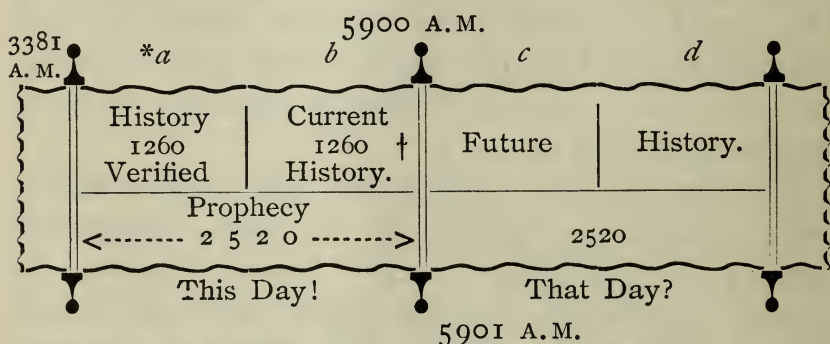 5900 A.M.
3381 *a b c d
A. M.
History Current
1260 1260 † Future History.
Verified History.
Prophecy
<------- 2 5 2 0 ------> 2520
This Day! That Day?
5901 A.M.